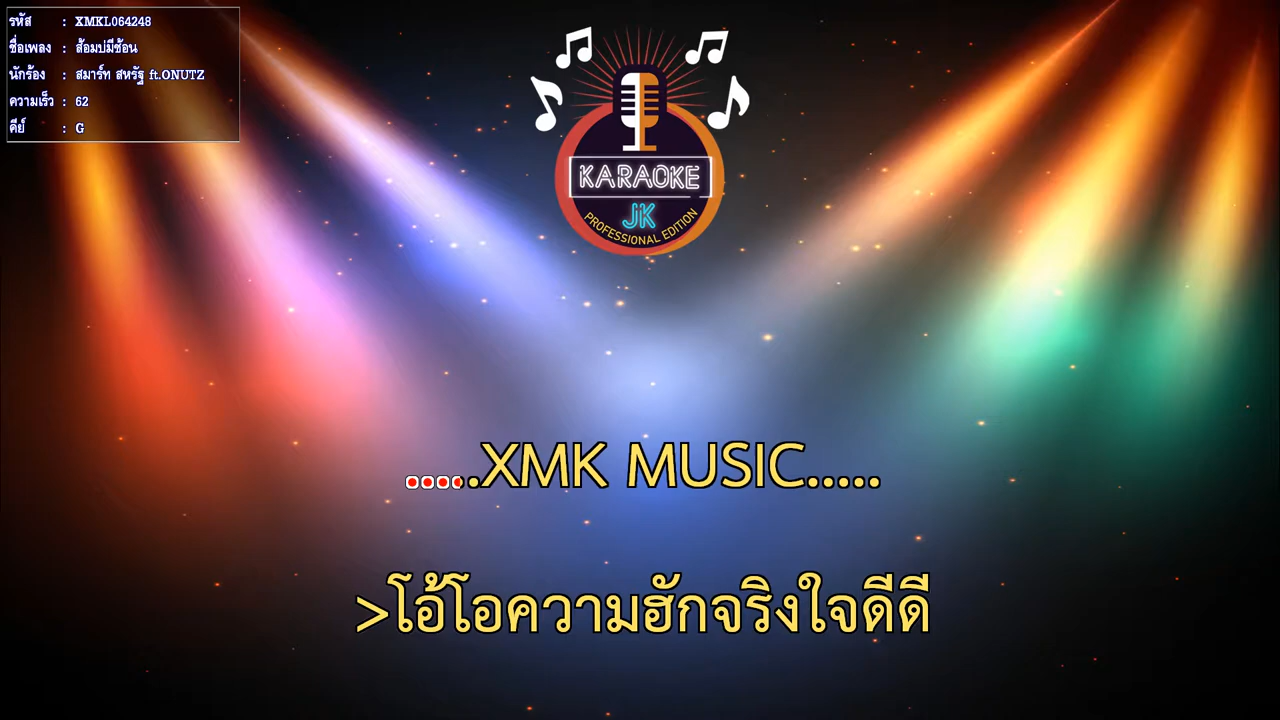 รหัส : XMKL064248
ชื่อเพลง : ส้อมบ่มีซ้อน
นักร้อง : สมาร์ท สหรัฐ ft.ONUTZ
ความเร็ว : 62
คีย์ : G
KARAOKE
JK
PROFESSIONAL EDITION
.....XMK MUSIC.....
>โอ้โอความฮักจริงใจดีดี